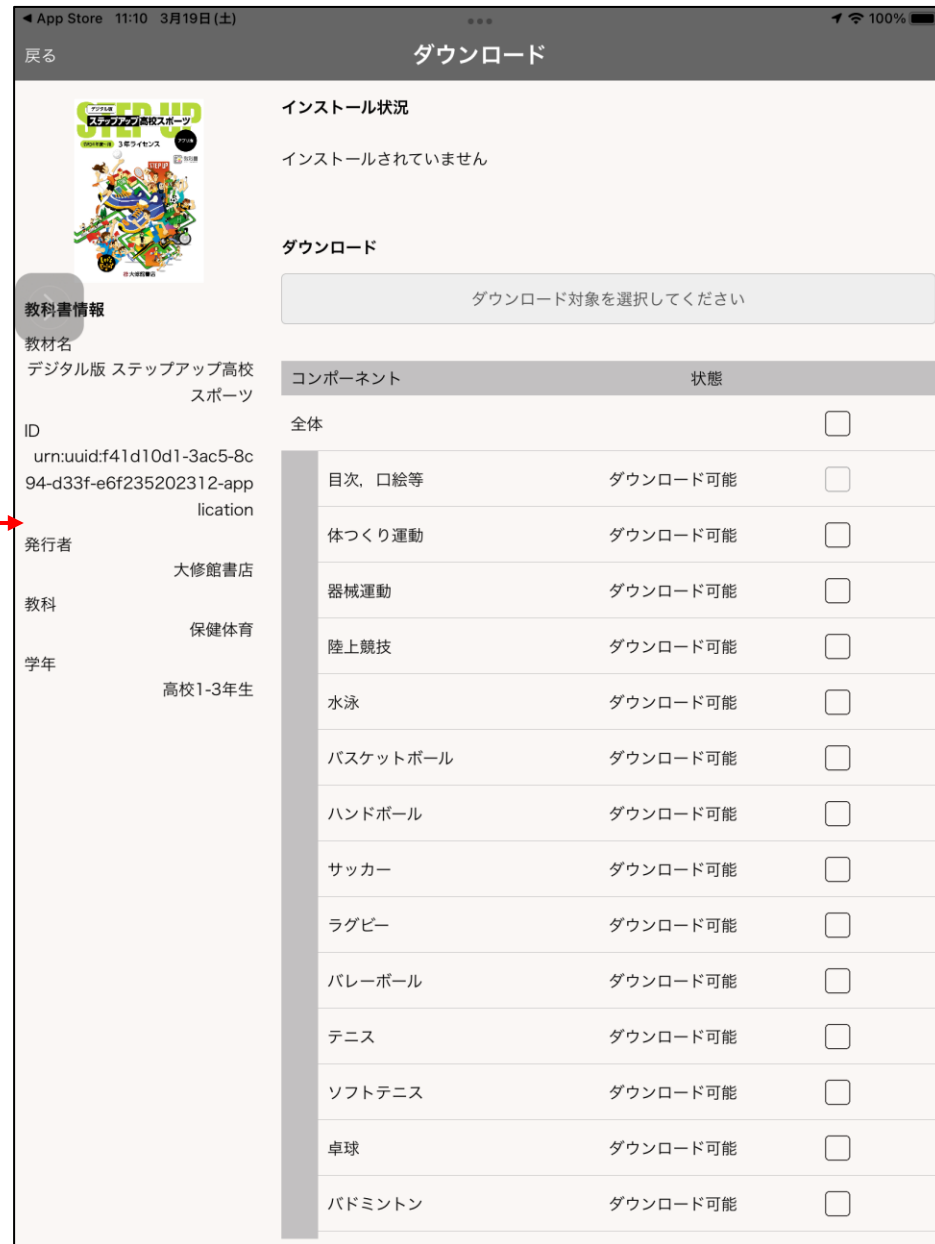 ◀ App Store 11:10 3月19日(土)
100%
戻る
ダウンロード
STEP UP
デジタル版
ステップアップ高校スポーツ
3年ライセンス
アプリ版
STEP UP
大修館書店
教科書情報
教材名
デジタル版 ステップアップ高校
スポーツ
ID
urn:uuid:f41d10d1-3ac5-8c
94-d33f-e6f235202312-app
lication
発行者
大修館書店
教科
保健体育
学年
高校1-3年生
インストール状況
インストールされていません
ダウンロード
ダウンロード対象を選択してください
コンポーネント 状態
全体
目次，口絵等 ダウンロード可能
体つくり運動 ダウンロード可能
器械運動 ダウンロード可能
陸上競技 ダウンロード可能
水泳 ダウンロード可能
バスケットボール ダウンロード可能
ハンドボール ダウンロード可能
サッカー ダウンロード可能
ラグビー ダウンロード可能
バレーボール ダウンロード可能
テニス ダウンロード可能
ソフトテニス ダウンロード可能
卓球 ダウンロード可能
バドミントン ダウンロード可能